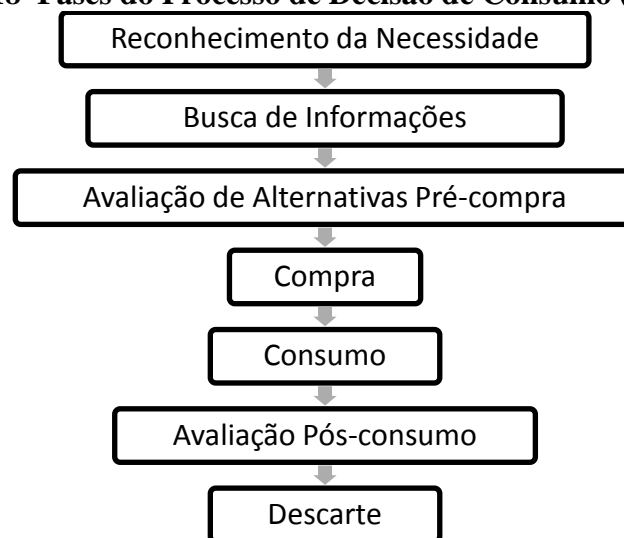 Fases do Processo de Decisão de Consumo
Reconhecimento da Necessidade
Busca de Informações
Avaliação de Alternativas Pré-compra
Compra
Consumo
Avaliação Pós-consumo
Descarte